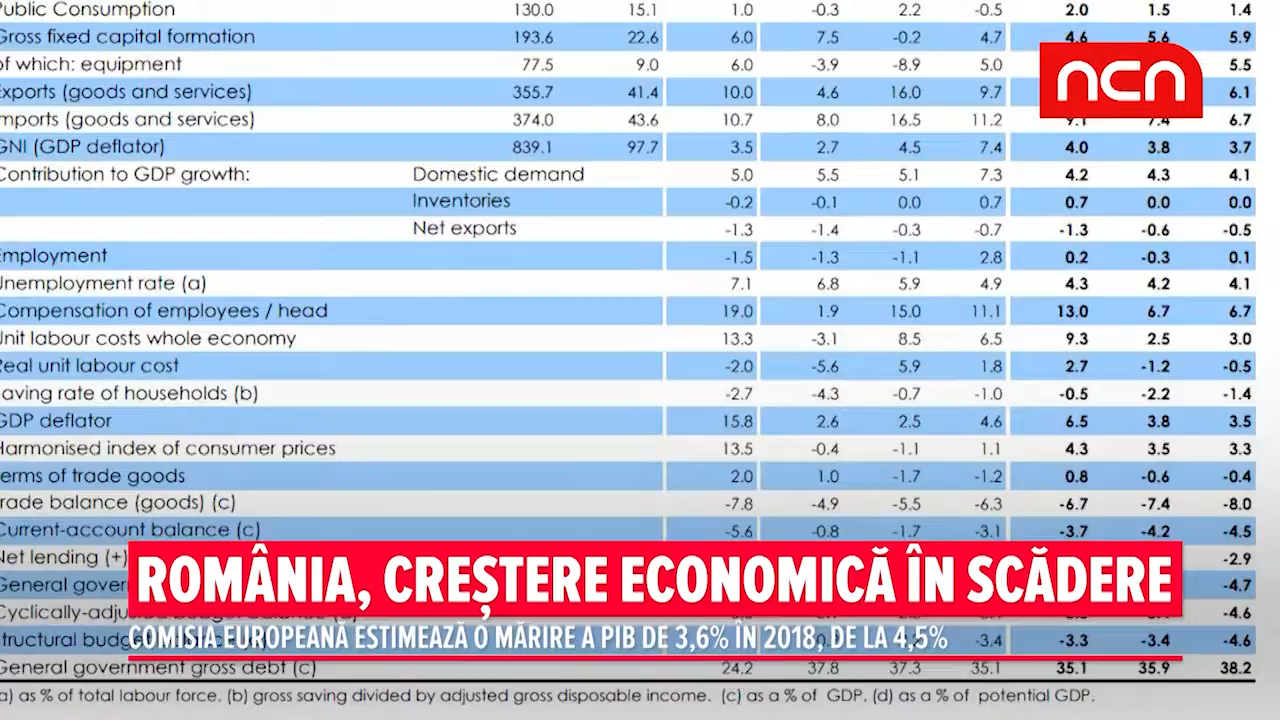 Public Consumption 130.0 15.1 1.0 -0.3 2.2 -0.5 2.0 1.5 1.4
Gross fixed capital formation 193.6 22.6 6.0 7.5 -0.2 4.7 4.6 5.6 5.9
of which: equipment 77.5 9.0 6.0 -3.9 -8.9 5.0 5.5
Exports (goods and services) 355.7 41.4 10.0 4.6 16.0 9.7 6.1
ncn
Imports (goods and services) 374.0 43.6 10.7 8.0 16.5 11.2 9.1 7.4 6.7
GNI (GDP deflator) 839.1 97.7 3.5 2.7 4.5 7.4 4.0 3.8 3.7
Contribution to GDP growth: Domestic demand 5.0 5.5 5.1 7.3 4.2 4.3 4.1
Inventories -0.2 -0.1 0.0 0.7 0.7 0.0 0.0
Net exports -1.3 -1.4 -0.3 -0.7 -1.3 -0.6 -0.5
Employment -1.5 -1.3 -1.1 2.8 0.2 -0.3 0.1
Unemployment rate (a) 7.1 6.8 5.9 4.9 4.3 4.2 4.1
Compensation of employees / head 19.0 1.9 15.0 11.1 13.0 6.7 6.7
Unit labour costs whole economy 13.3 -3.1 8.5 6.5 9.3 2.5 3.0
Real unit labour cost -2.0 -5.6 5.9 1.8 2.7 -1.2 -0.5
Saving rate of households (b) -2.7 -4.3 -0.7 -1.0 -0.5 -2.2 -1.4
GDP deflator 15.8 2.6 2.5 4.6 6.5 3.8 3.5
Harmonised index of consumer prices 13.5 -0.4 -1.1 1.1 4.3 3.5 3.3
Terms of trade goods 2.0 1.0 -1.7 -1.2 0.8 -0.6 -0.4
Trade balance (goods) (c) -7.8 -4.9 -5.5 -6.3 -6.7 -7.4 -8.0
Current-account balance (c) -5.6 -0.8 -1.7 -3.1 -3.7 -4.2 -4.5
Net lending (+) -2.9
General gover -4.7
ROMÂNIA, CREȘTERE ECONOMICĂ ÎN SCĂDERE
Cyclically-adju -4.6
COMISIA EUROPEANĂ ESTIMEAZĂ O MĂRIRE A PIB DE 3,6% ÎN 2018, DE LA 4,5%
Structural budg -3.4 -3.3 -3.4 -4.6
General government gross debt (c) 24.2 37.8 37.3 35.1 35.1 35.9 38.2
a) as % of total labour force. (b) gross saving divided by adjusted gross disposable income. (c) as a % of GDP. (d) as a % of potential GDP.